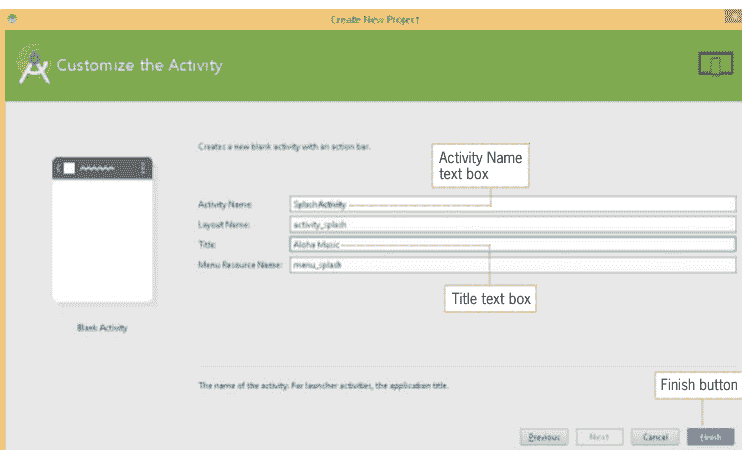 Create New Project
Customize the Activity
Creates a new blank activity with an action bar.
Activity Name
text box
Activity Name: SplashActivity
Layout Name: activity_splash
Title: Aloha Music
Menu Resource Name: menu_splash
Title text box
Blank Activity
The name of the activity. For launcher activities, the application title.
Finish button
Previous Next Cancel Finish